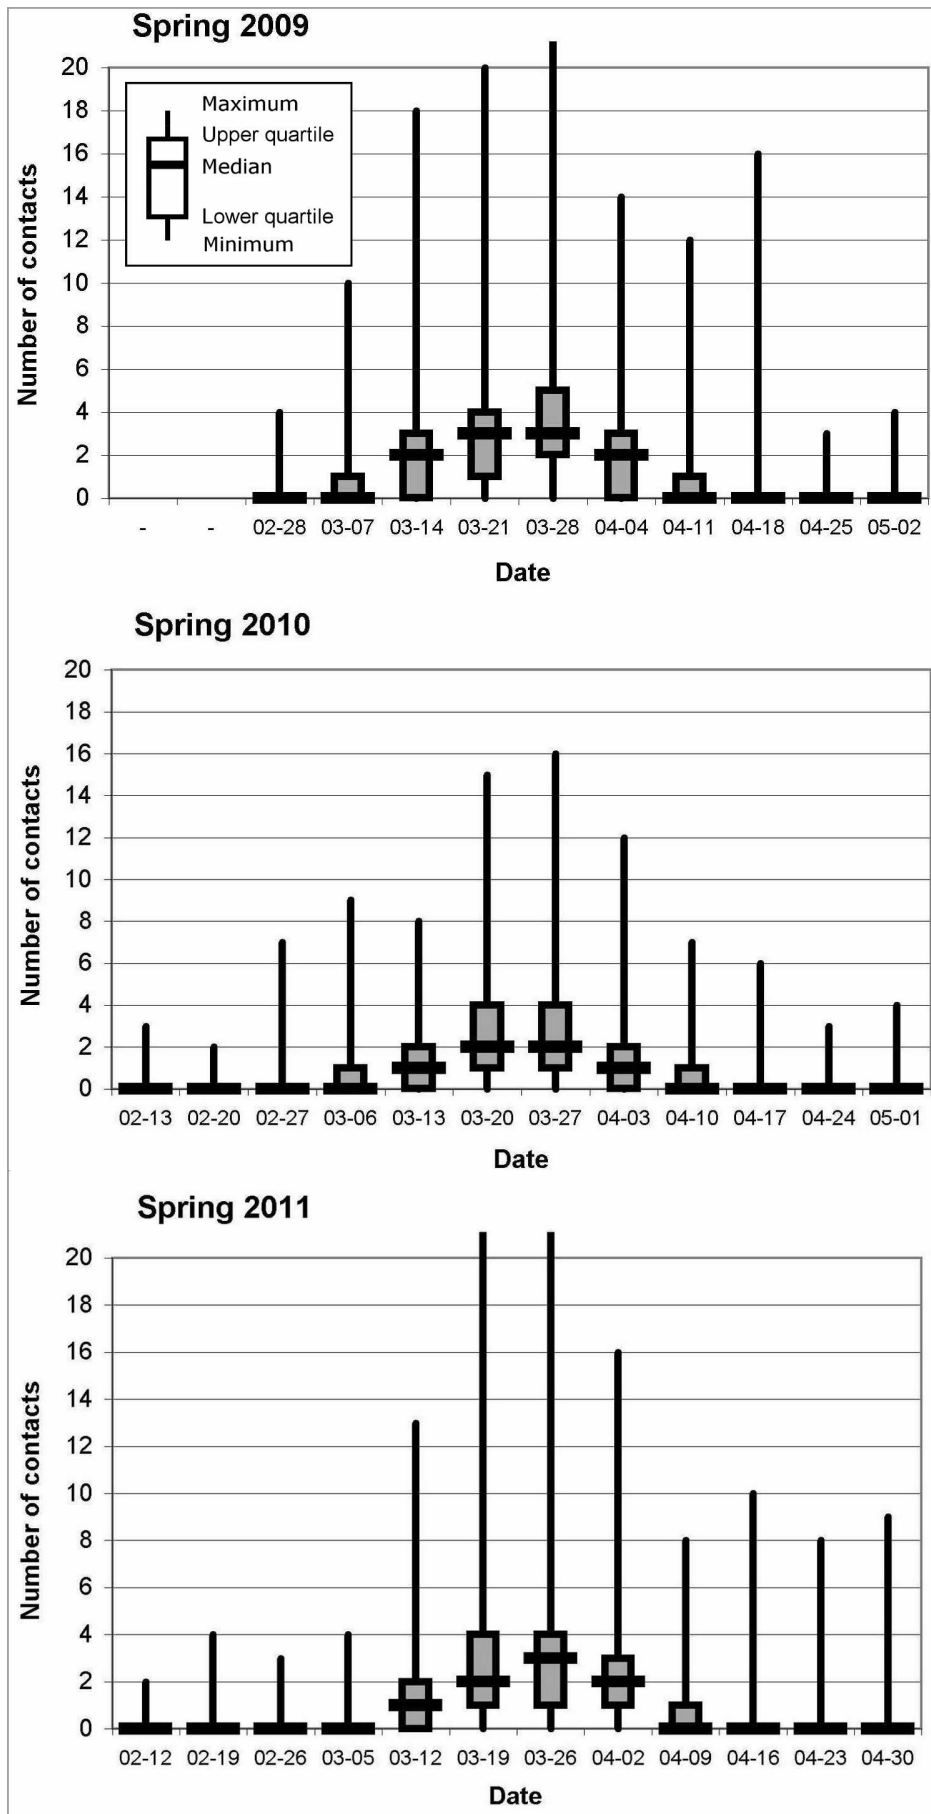 Spring 2009
20
18
16
14
12
10
8
6
4
2
0
Number of contacts
Maximum
Upper quartile
Median
Lower quartile
Minimum
- - 02-28 03-07 03-14 03-21 03-28 04-04 04-11 04-18 04-25 05-02
Date
Spring 2010
20
18
16
14
12
10
8
6
4
2
0
Number of contacts
02-13 02-20 02-27 03-06 03-13 03-20 03-27 04-03 04-10 04-17 04-24 05-01
Date
Spring 2011
20
18
16
14
12
10
8
6
4
2
0
Number of contacts
02-12 02-19 02-26 03-05 03-12 03-19 03-26 04-02 04-09 04-16 04-23 04-30
Date